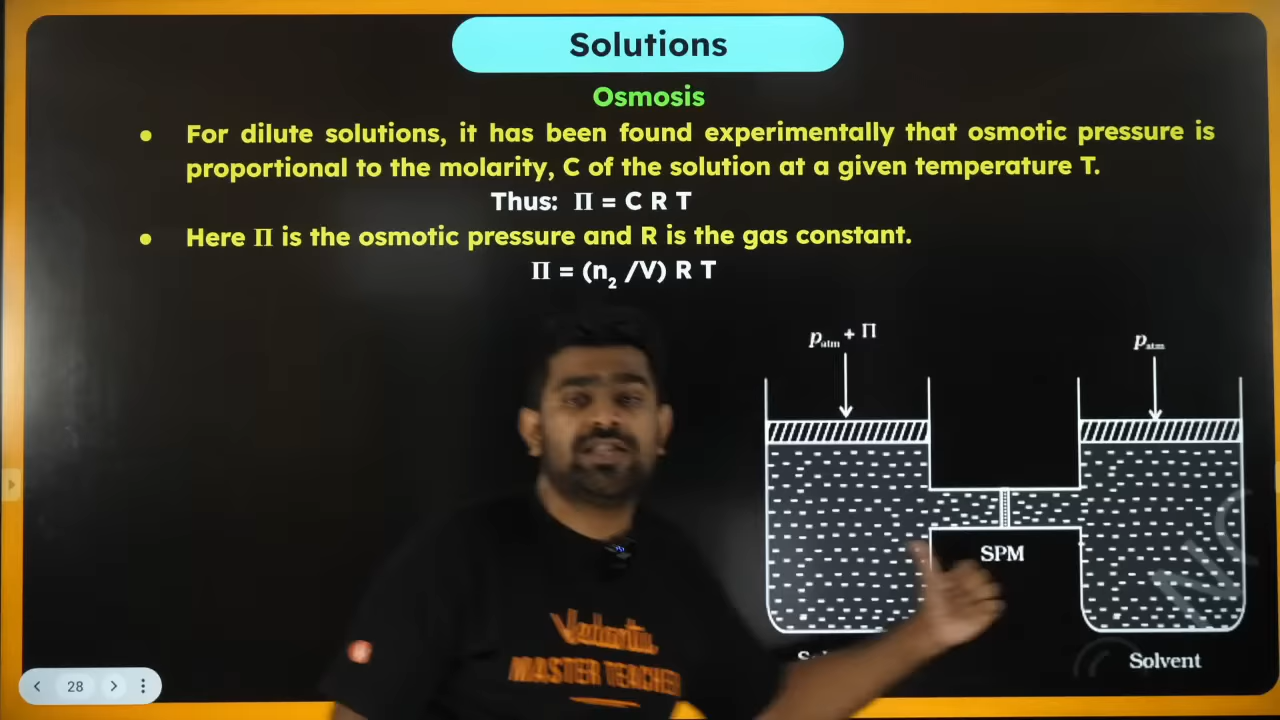 Solutions
Osmosis
● For dilute solutions, it has been found experimentally that osmotic pressure is
proportional to the molarity, C of the solution at a given temperature T.
Thus: Π = C R T
● Here Π is the osmotic pressure and R is the gas constant.
Π = (n₂ /V) R T
pₐₜₘ + Π
pₐₜₘ
SPM
Solvent
Vedantu
MASTER TEACHER
28